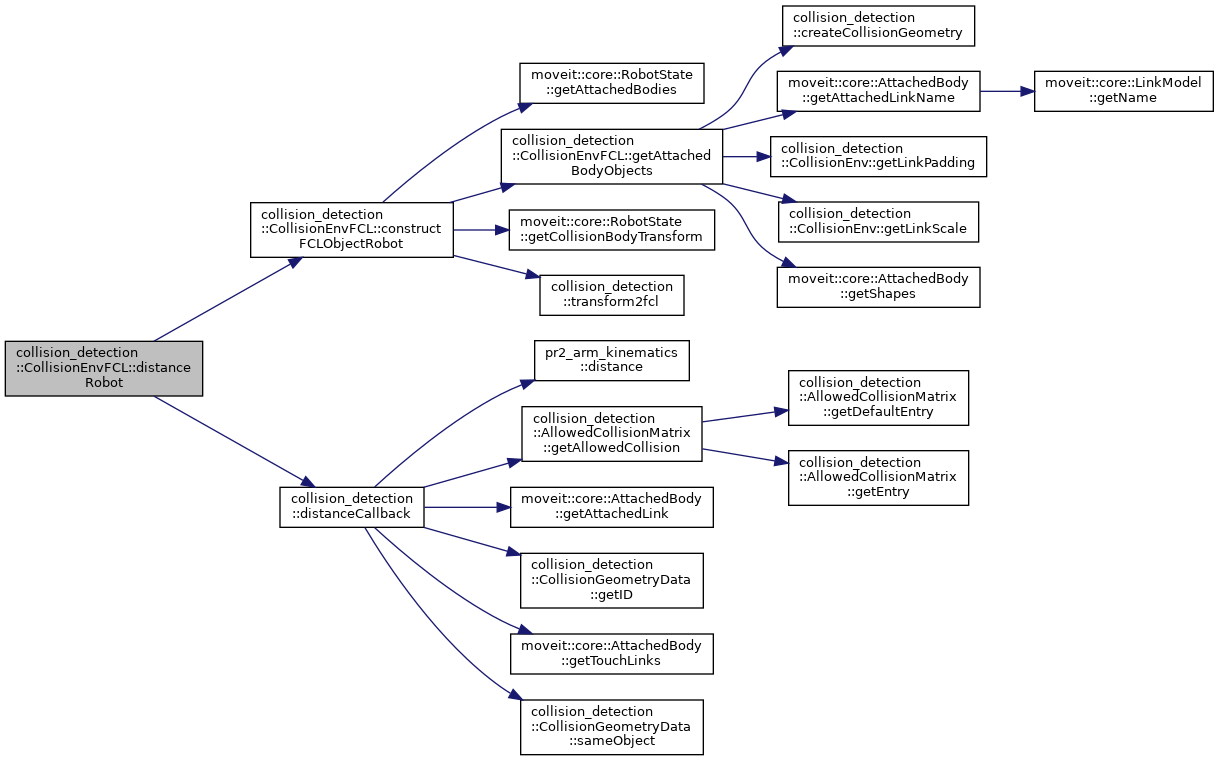 collision_detection
::CollisionEnvFCL::distance
Robot
collision_detection
::CollisionEnvFCL::construct
FCLObjectRobot
collision_detection
::distanceCallback
moveit::core::RobotState
::getAttachedBodies
collision_detection
::CollisionEnvFCL::getAttached
BodyObjects
moveit::core::RobotState
::getCollisionBodyTransform
collision_detection
::transform2fcl
pr2_arm_kinematics
::distance
collision_detection
::AllowedCollisionMatrix
::getAllowedCollision
moveit::core::AttachedBody
::getAttachedLink
collision_detection
::CollisionGeometryData
::getID
moveit::core::AttachedBody
::getTouchLinks
collision_detection
::CollisionGeometryData
::sameObject
collision_detection
::createCollisionGeometry
moveit::core::AttachedBody
::getAttachedLinkName
collision_detection
::CollisionEnv::getLinkPadding
collision_detection
::CollisionEnv::getLinkScale
moveit::core::AttachedBody
::getShapes
collision_detection
::AllowedCollisionMatrix
::getDefaultEntry
collision_detection
::AllowedCollisionMatrix
::getEntry
moveit::core::LinkModel
::getName